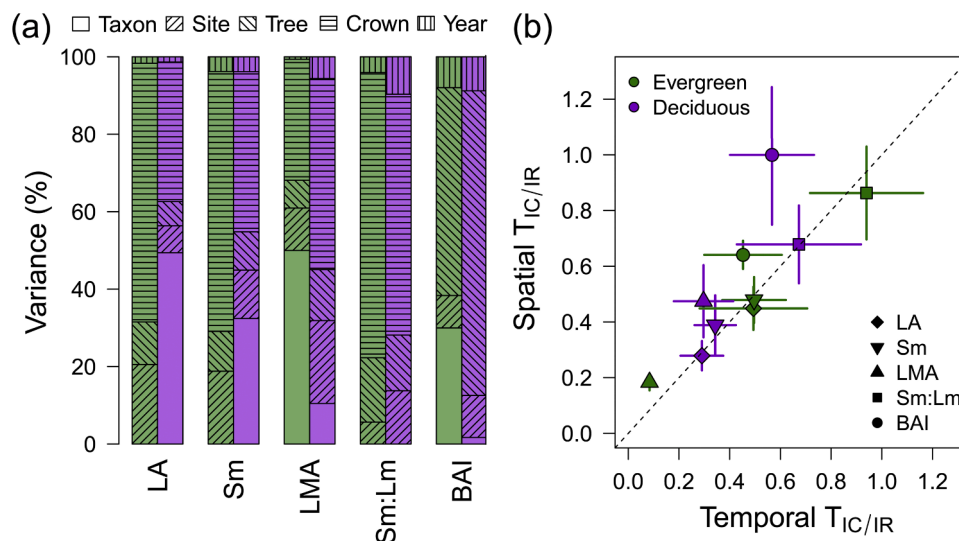 (a)
Taxon Site Tree Crown Year
Variance (%)
100
80
60
40
20
0
LA Sm LMA Sm:Lm BAI
(b)
Spatial T_IC/IR
1.2
1.0
0.8
0.6
0.4
0.2
0.0
Evergreen
Deciduous
LA
Sm
LMA
Sm:Lm
BAI
0.0 0.2 0.4 0.6 0.8 1.0 1.2
Temporal T_IC/IR